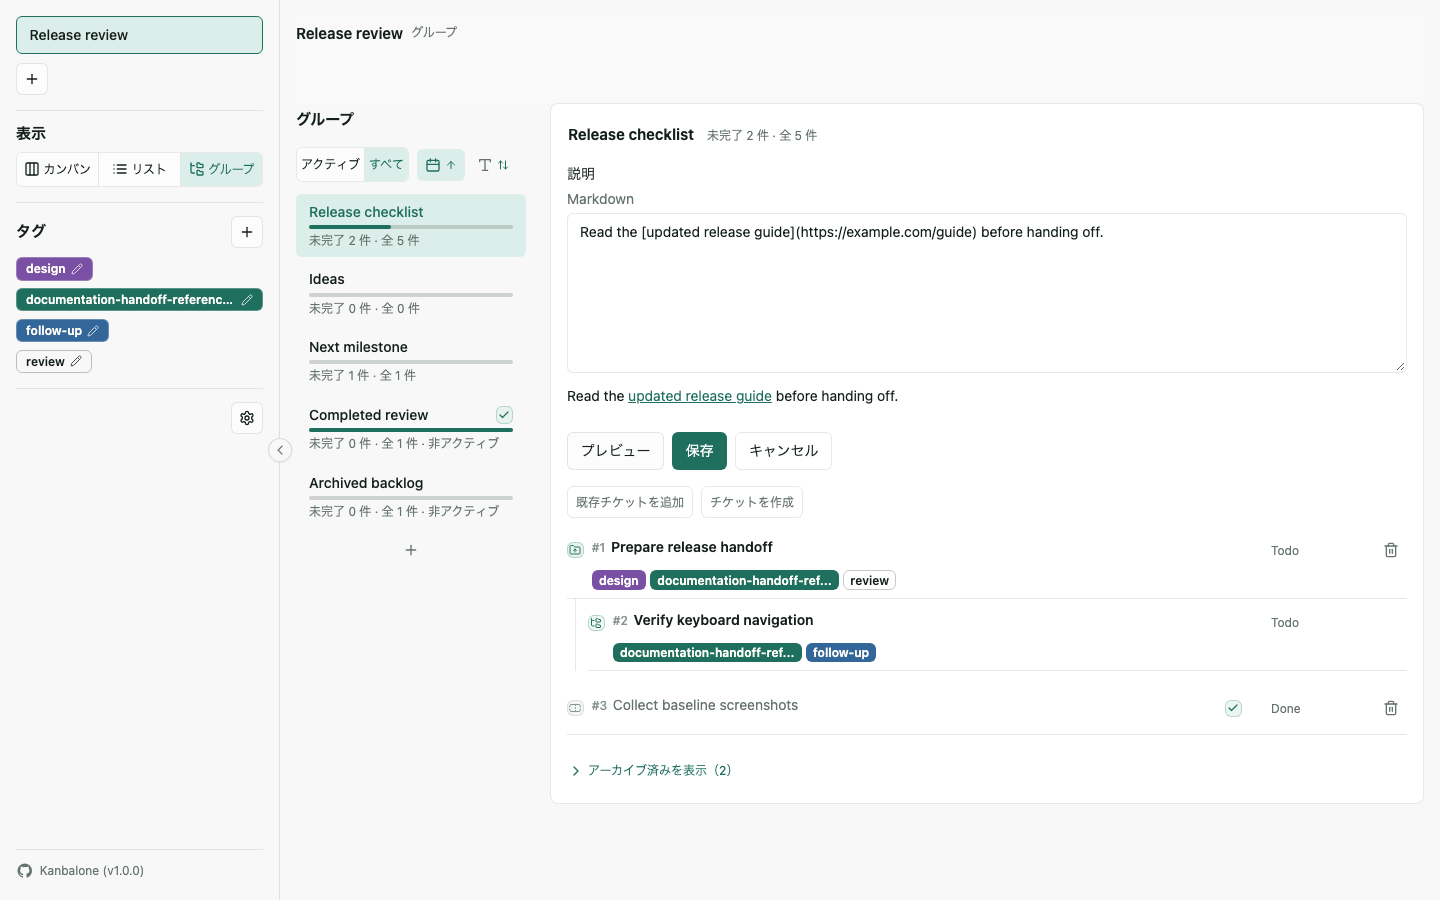 Release review
表示
カンバン
リスト
グループ
タグ
design
documentation-handoff-referenc...
follow-up
review
Kanbalone (v1.0.0)
Release review グループ
グループ
アクティブ すべて
Release checklist
未完了 2 件 · 全 5 件
Ideas
未完了 0 件 · 全 0 件
Next milestone
未完了 1 件 · 全 1 件
Completed review
未完了 0 件 · 全 1 件 · 非アクティブ
Archived backlog
未完了 0 件 · 全 1 件 · 非アクティブ
Release checklist 未完了 2 件 · 全 5 件
説明
Markdown
Read the [updated release guide](https://example.com/guide) before handing off.
Read the updated release guide before handing off.
プレビュー 保存 キャンセル
既存チケットを追加 チケットを作成
#1 Prepare release handoff Todo
design documentation-handoff-ref... review
#2 Verify keyboard navigation Todo
documentation-handoff-ref... follow-up
#3 Collect baseline screenshots Done
アーカイブ済みを表示（2）